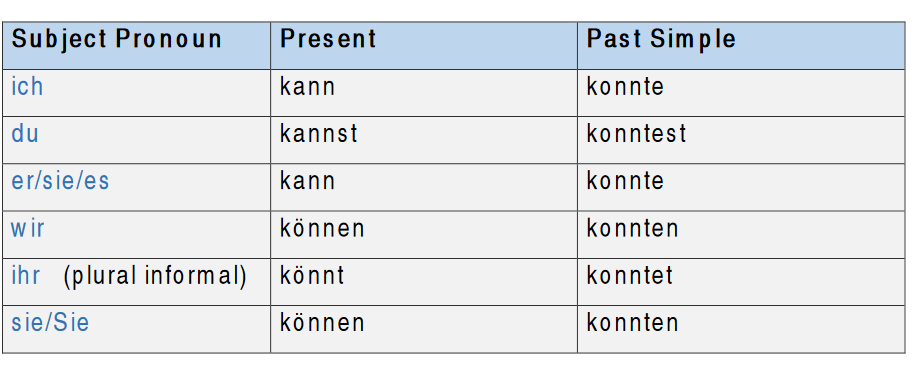 Subject Pronoun Present Past Simple
ich kann konnte
du kannst konntest
er/sie/es kann konnte
wir können konnten
ihr (plural informal) könnt konntet
sie/Sie können konnten